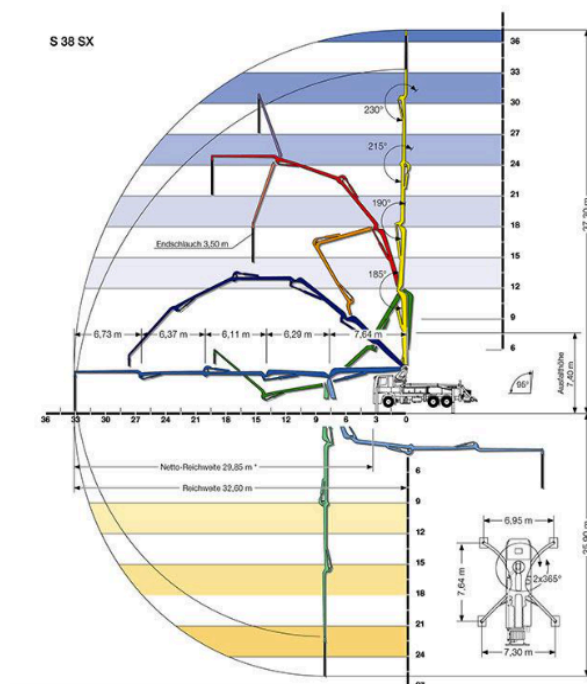 S 38 SX
36
33
30
27
24
21
18
15
12
9
6
230°
215°
190°
185°
Endschlauch 3,50 m
6,73 m
6,37 m
6,11 m
6,29 m
7,64 m
Ausfalthöhe
7,40 m
95°
36
33
30
27
24
21
18
15
12
9
6
3
0
Netto-Reichweite 29,85 m *
Reichweite 32,60 m
6
9
12
15
18
21
24
6,95 m
7,64 m
2x365°
7,30 m